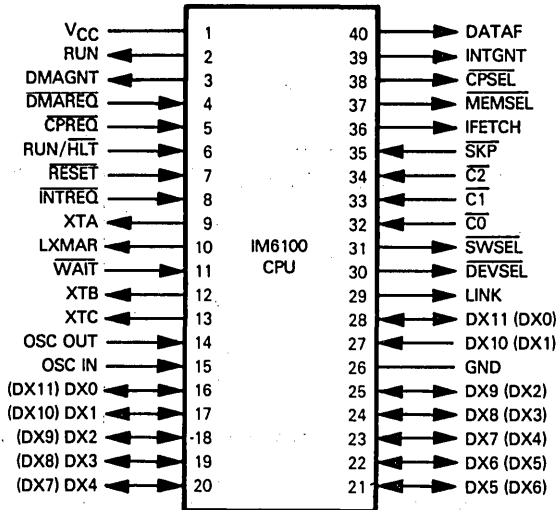 VCC 1 40 DATAF
RUN 2 39 INTGNT
DMAGNT 3 38 CPSEL
DMAREQ 4 37 MEMSEL
CPREQ 5 36 IFETCH
RUN/HLT 6 35 SKP
RESET 7 34 C2
INTREQ 8 33 C1
XTA 9 32 C0
LXMAR 10 IM6100 31 SWSEL
WAIT 11 CPU 30 DEVSEL
XTB 12 29 LINK
XTC 13 28 DX11 (DX0)
OSC OUT 14 27 DX10 (DX1)
OSC IN 15 26 GND
(DX11) DX0 16 25 DX9 (DX2)
(DX10) DX1 17 24 DX8 (DX3)
(DX9) DX2 18 23 DX7 (DX4)
(DX8) DX3 19 22 DX6 (DX5)
(DX7) DX4 20 21 DX5 (DX6)